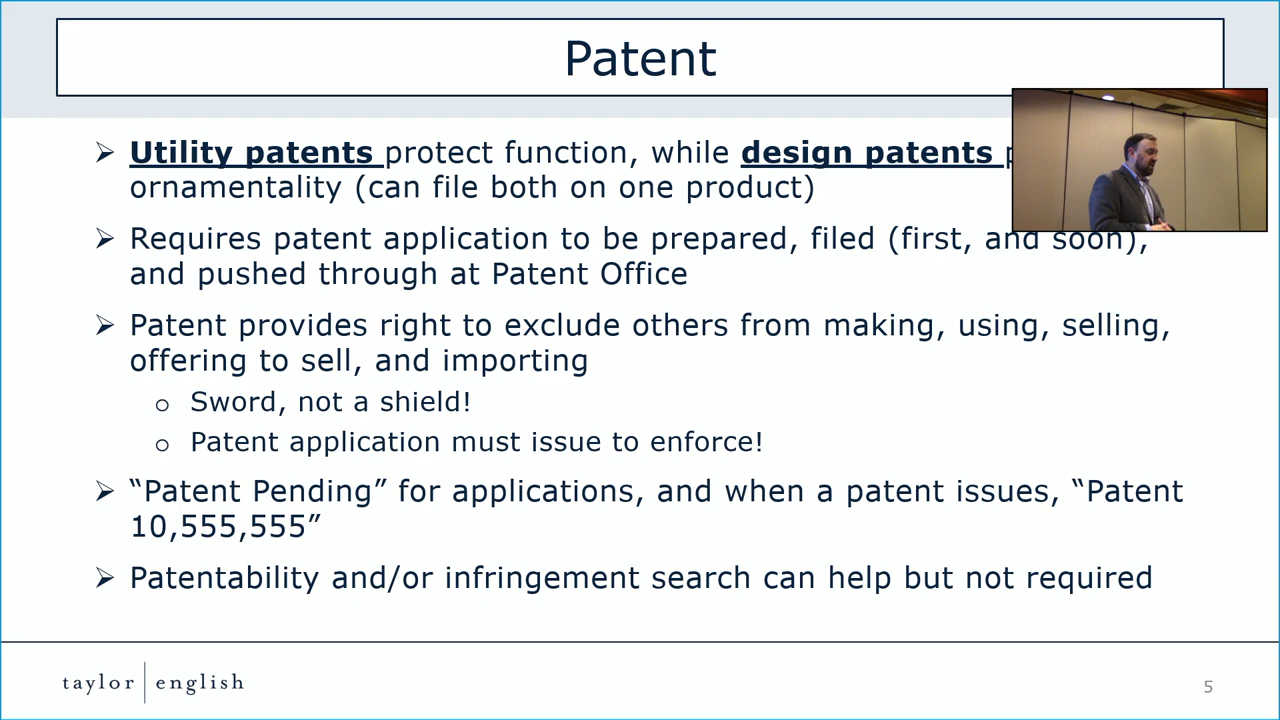 Patent
➢ Utility patents protect function, while design patents
ornamentality (can file both on one product)
➢ Requires patent application to be prepared, filed (first, and soon),
and pushed through at Patent Office
➢ Patent provides right to exclude others from making, using, selling,
offering to sell, and importing
o Sword, not a shield!
o Patent application must issue to enforce!
➢ “Patent Pending” for applications, and when a patent issues, “Patent
10,555,555”
➢ Patentability and/or infringement search can help but not required
taylor | english
5